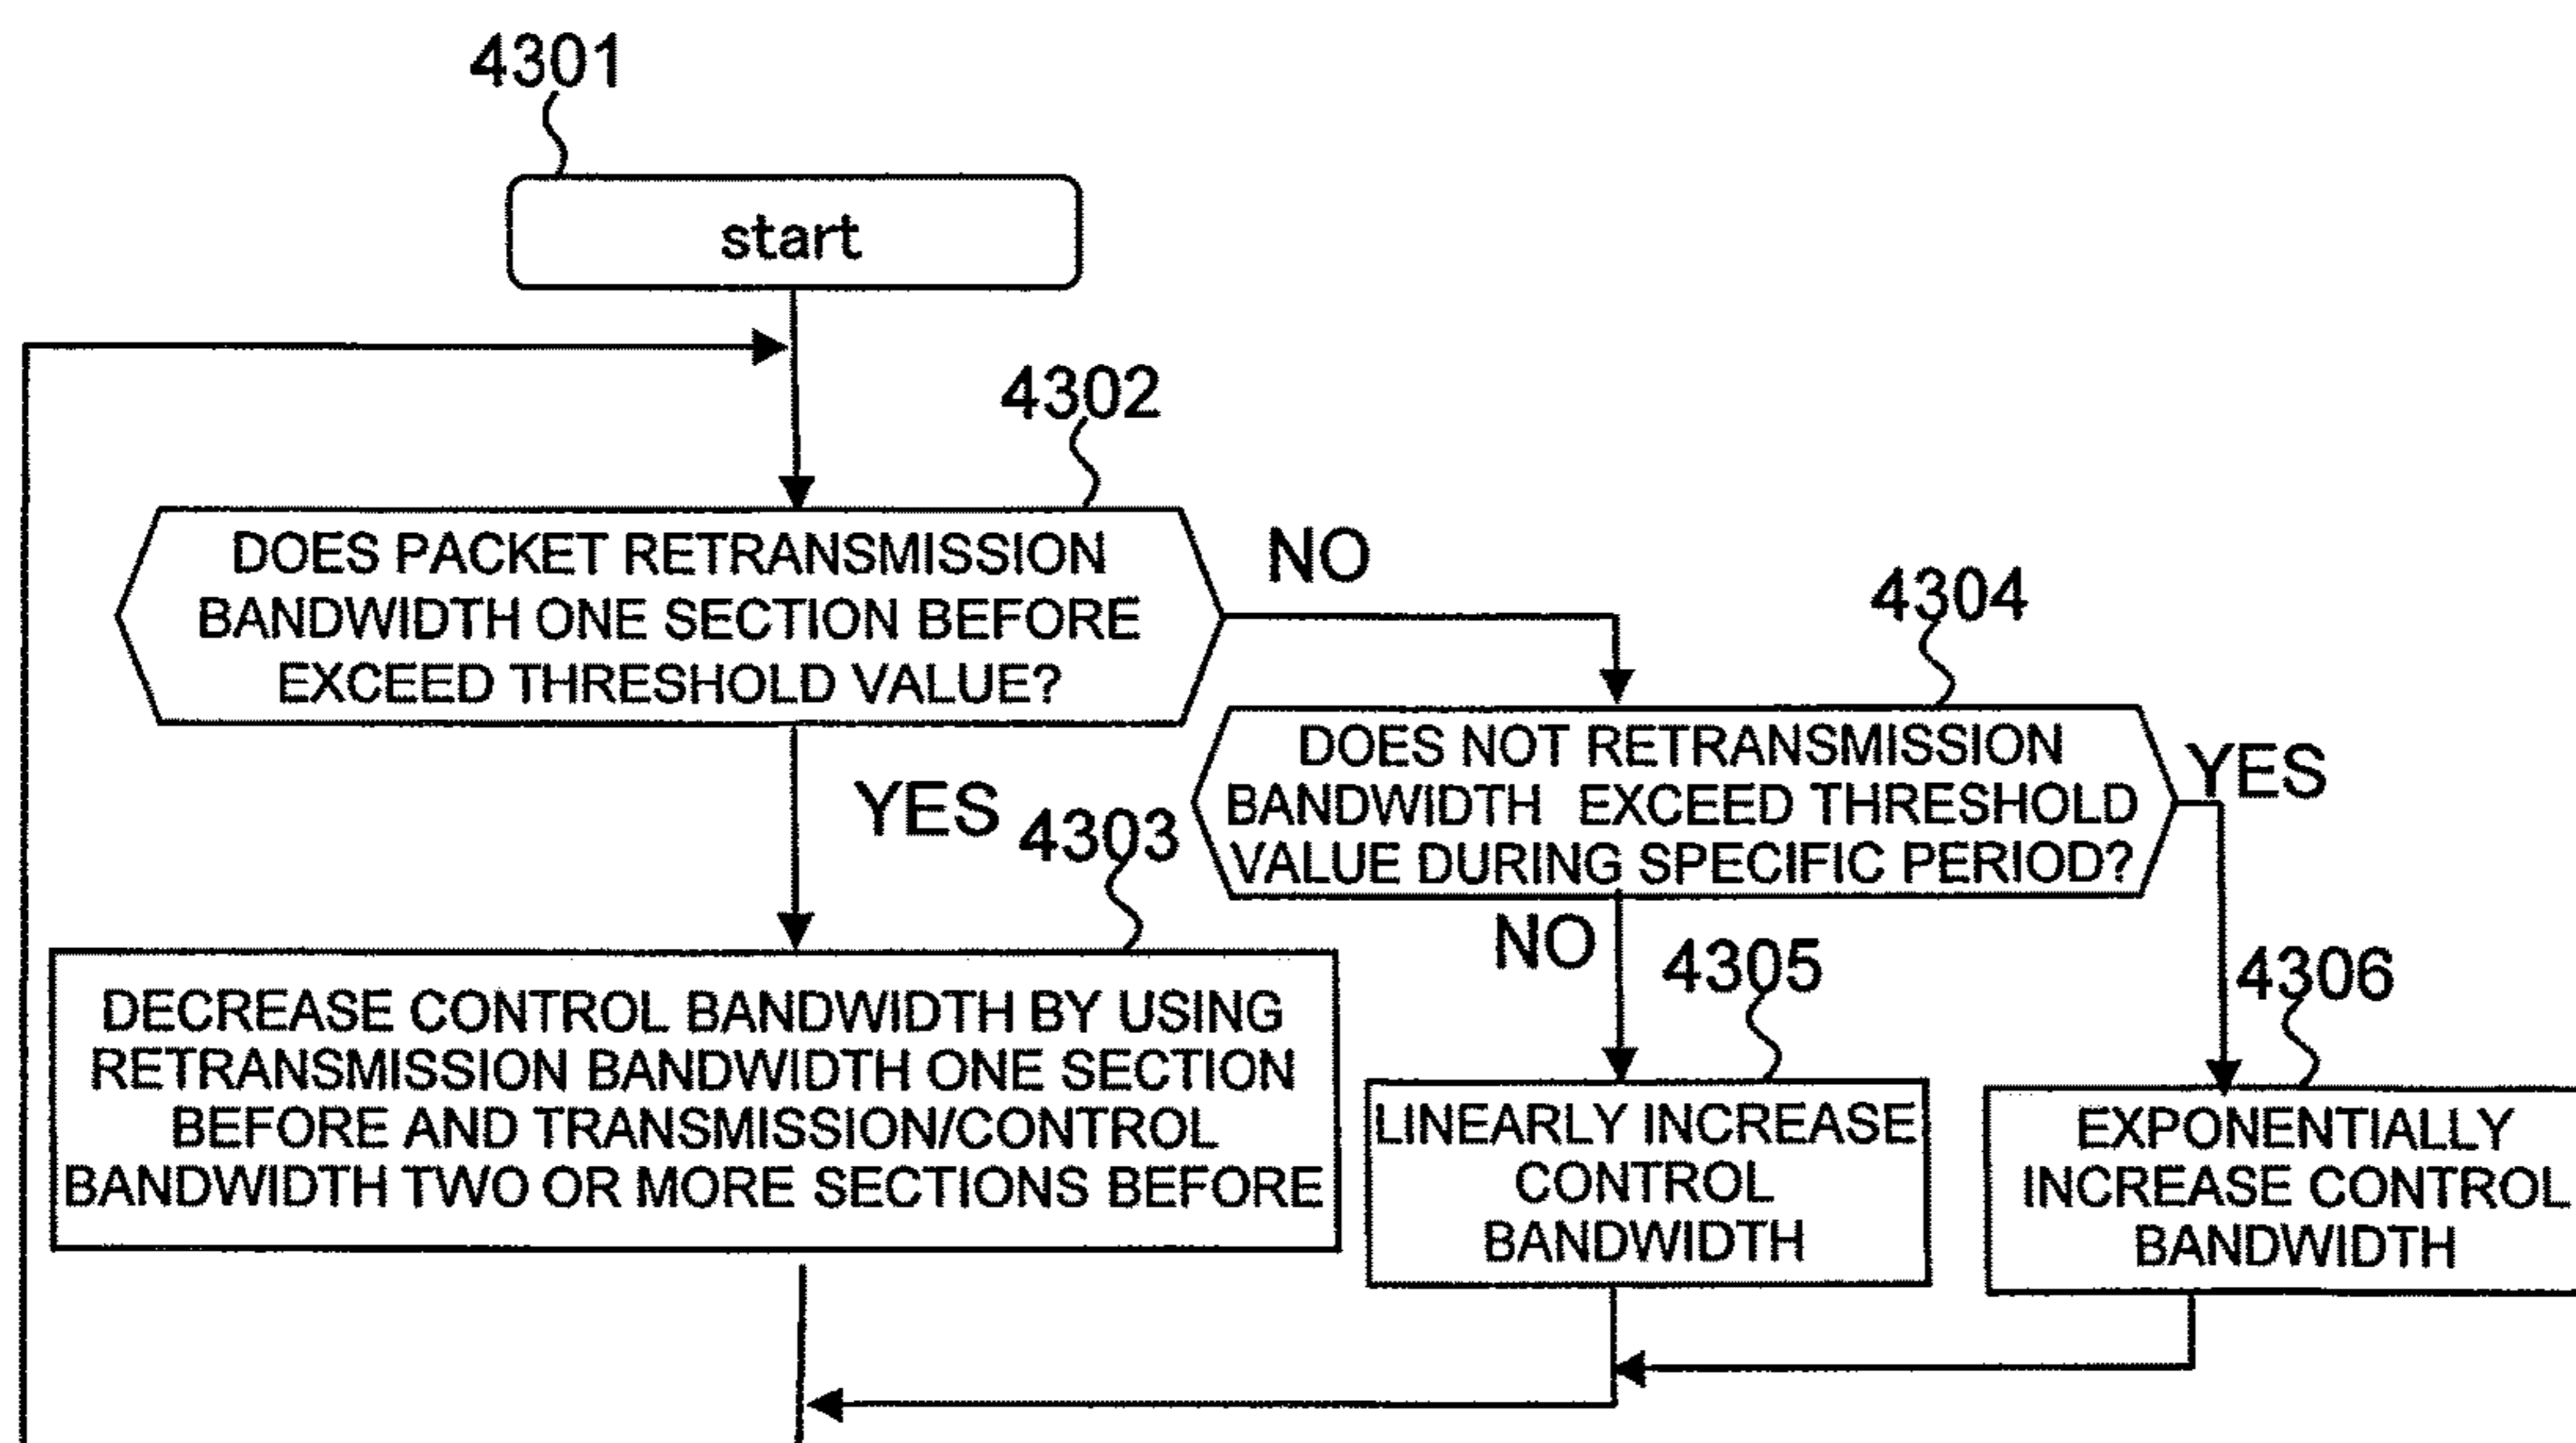 4301
start
4302
DOES PACKET RETRANSMISSION
BANDWIDTH ONE SECTION BEFORE
EXCEED THRESHOLD VALUE?
NO
4304
DOES NOT RETRANSMISSION
BANDWIDTH EXCEED THRESHOLD
VALUE DURING SPECIFIC PERIOD?
YES
YES
4303
DECREASE CONTROL BANDWIDTH BY USING
RETRANSMISSION BANDWIDTH ONE SECTION
BEFORE AND TRANSMISSION/CONTROL
BANDWIDTH TWO OR MORE SECTIONS BEFORE
NO
4305
LINEARLY INCREASE
CONTROL
BANDWIDTH
4306
EXPONENTIALLY
INCREASE CONTROL
BANDWIDTH